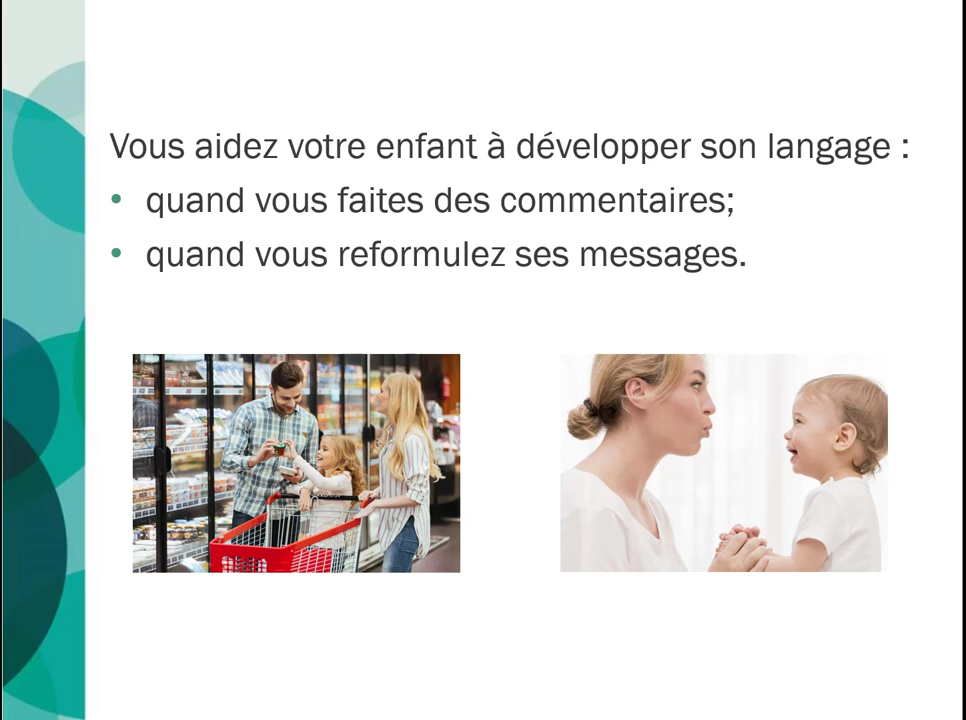 Vous aidez votre enfant à développer son langage :
• quand vous faites des commentaires;
• quand vous reformulez ses messages.